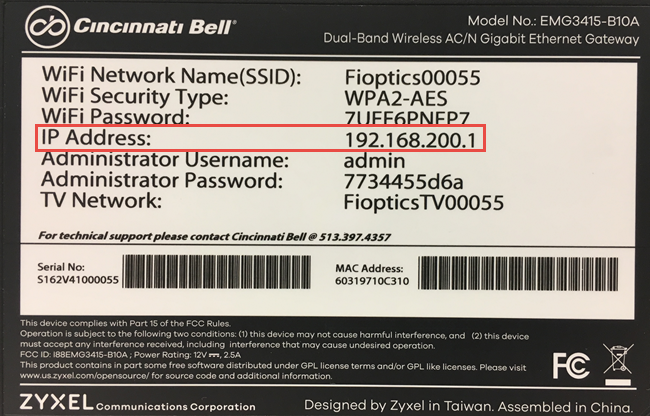 Cincinnati Bell®
Model No.: EMG3415-B10A
Dual-Band Wireless AC/N Gigabit Ethernet Gateway
WiFi Network Name(SSID): Fioptics00055
WiFi Security Type: WPA2-AES
WiFi Password: 7UFF6PNFP7
IP Address: 192.168.200.1
Administrator Username: admin
Administrator Password: 7734455d6a
TV Network: FiopticsTV00055
For technical support please contact Cincinnati Bell @ 513.397.4357
Serial No:
S162V41000055
MAC Address:
60319710C310
This device complies with Part 15 of the FCC Rules.
Operation is subject to the following two conditions: (1) this device may not cause harmful interference, and (2) this device
must accept any interference received, including interference that may cause undesired operation.
FCC ID: I88EMG3415-B10A ; Power Rating: 12V ⎓, 2.5A
This product contains in part some free software distributed under GPL license terms and/or GPL like licenses. Please visit
www.us.zyxel.com/opensource/ for source code and additional information.
FC
ZYXEL Communications Corporation
Designed by Zyxel in Taiwan. Assembled in China.